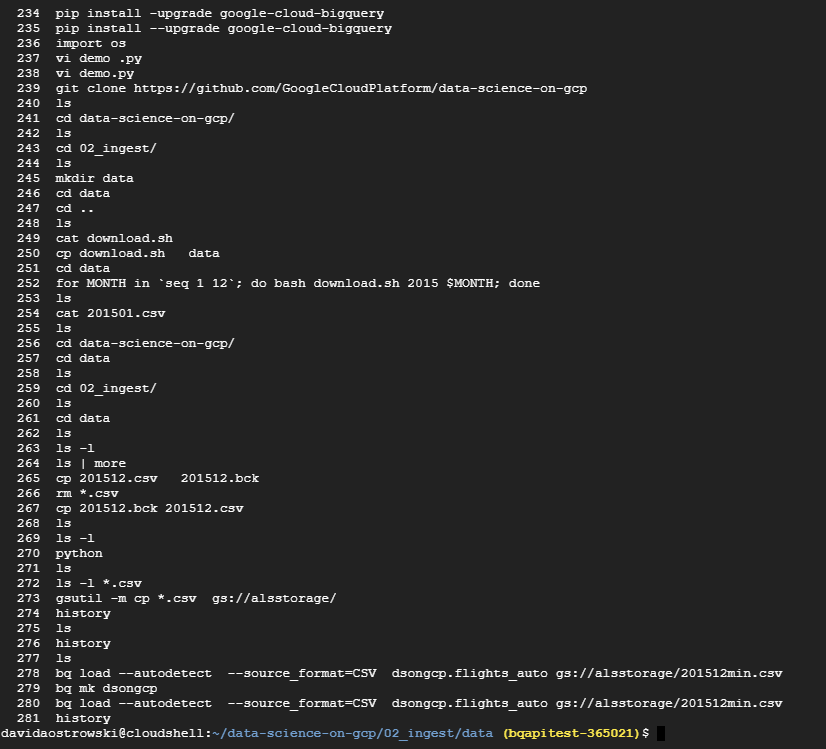 234  pip install -upgrade google-cloud-bigquery
235  pip install --upgrade google-cloud-bigquery
236  import os
237  vi demo .py
238  vi demo.py
239  git clone https://github.com/GoogleCloudPlatform/data-science-on-gcp
240  ls
241  cd data-science-on-gcp/
242  ls
243  cd 02_ingest/
244  ls
245  mkdir data
246  cd data
247  cd ..
248  ls
249  cat download.sh
250  cp download.sh   data
251  cd data
252  for MONTH in `seq 1 12`; do bash download.sh 2015 $MONTH; done
253  ls
254  cat 201501.csv
255  ls
256  cd data-science-on-gcp/
257  cd data
258  ls
259  cd 02_ingest/
260  ls
261  cd data
262  ls
263  ls -l
264  ls | more
265  cp 201512.csv   201512.bck
266  rm *.csv
267  cp 201512.bck 201512.csv
268  ls
269  ls -l
270  python
271  ls
272  ls -l *.csv
273  gsutil -m cp *.csv  gs://alsstorage/
274  history
275  ls
276  history
277  ls
278  bq load --autodetect  --source_format=CSV  dsongcp.flights_auto gs://alsstorage/201512min.csv
279  bq mk dsongcp
280  bq load --autodetect  --source_format=CSV  dsongcp.flights_auto gs://alsstorage/201512min.csv
281  history
davidaostrowski@cloudshell:~/data-science-on-gcp/02_ingest/data (bqapitest-365021)$